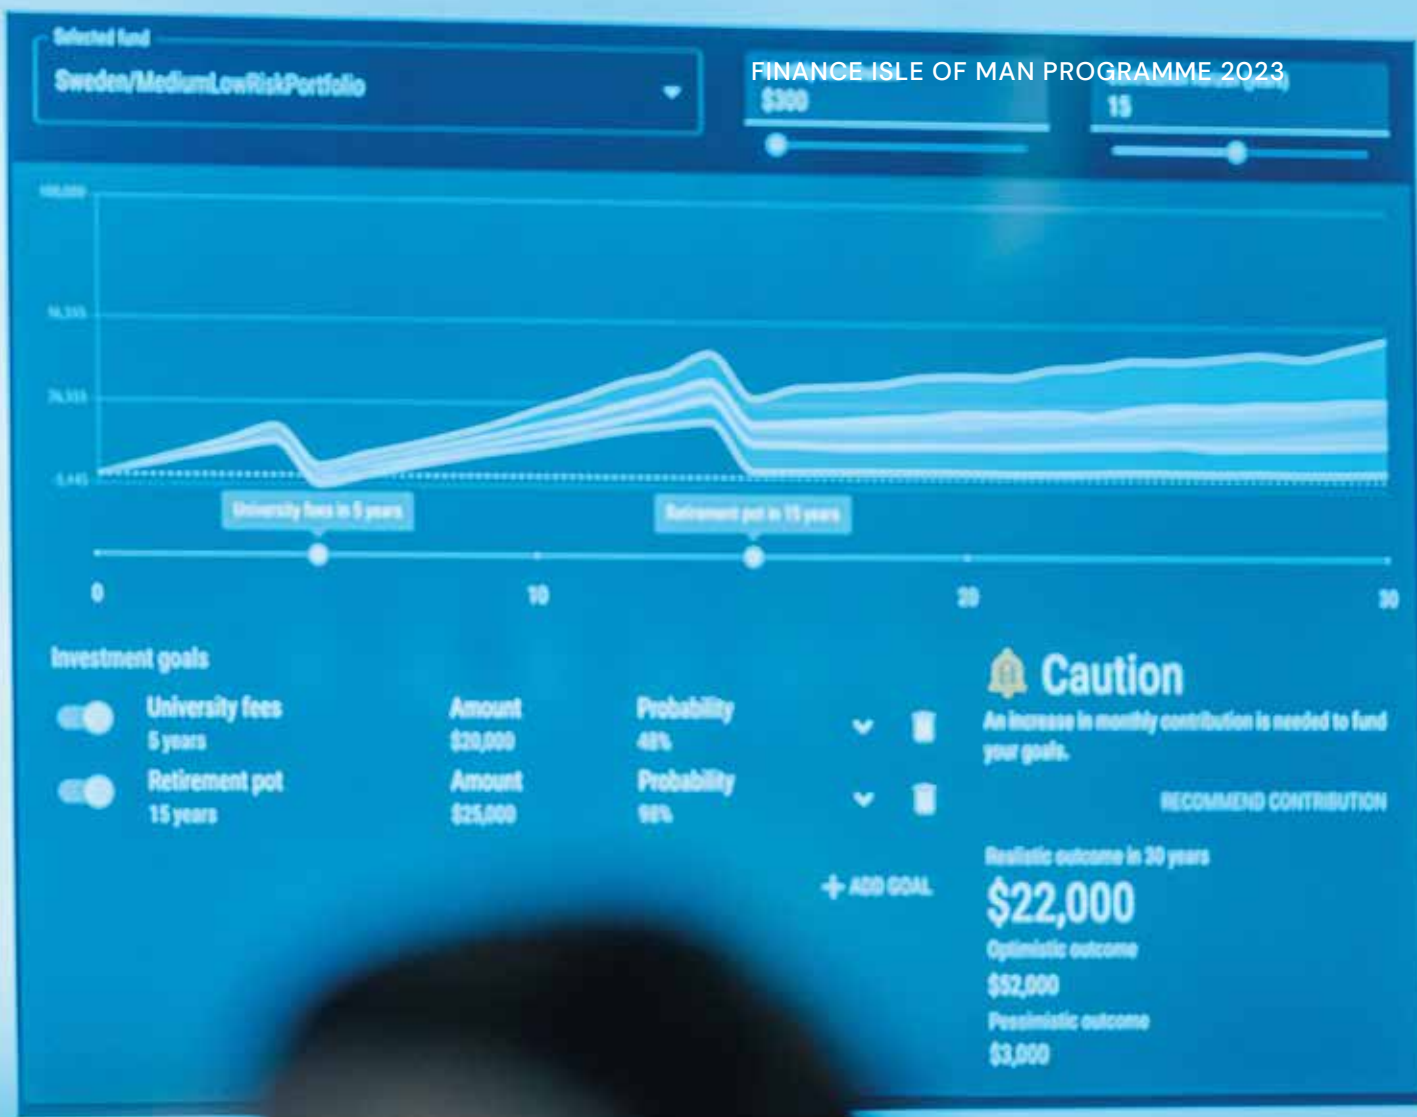 Selected fund
Sweden/MediumLowRiskPortfolio
FINANCE ISLE OF MAN PROGRAMME 2023
$300
15
University fees in 5 years
Retirement pot in 15 years
0
10
20
30
Investment goals
University fees
Amount
Probability
5 years
$20,000
48%
Retirement pot
Amount
Probability
15 years
$25,000
98%
ADD GOAL
Caution
An increase in monthly contribution is needed to fund
your goals.
RECOMMEND CONTRIBUTION
Realistic outcome in 30 years
$22,000
Optimistic outcome
$52,000
Pessimistic outcome
$3,000